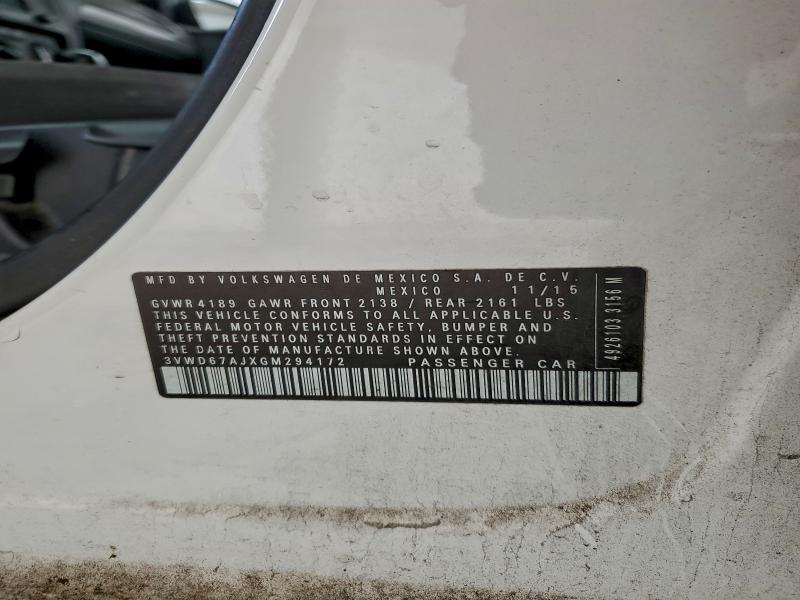 MFD BY VOLKSWAGEN DE MEXICO S.A. DE C.V.
MEXICO 11/15
GVWR 4189 GAWR FRONT 2138 / REAR 2161 LBS
THIS VEHICLE CONFORMS TO ALL APPLICABLE U.S.
FEDERAL MOTOR VEHICLE SAFETY, BUMPER AND
THEFT PREVENTION STANDARDS IN EFFECT ON
THE DATE OF MANUFACTURE SHOWN ABOVE.
3VWD67AJXGM294172 PASSENGER CAR
4926103 3156 M